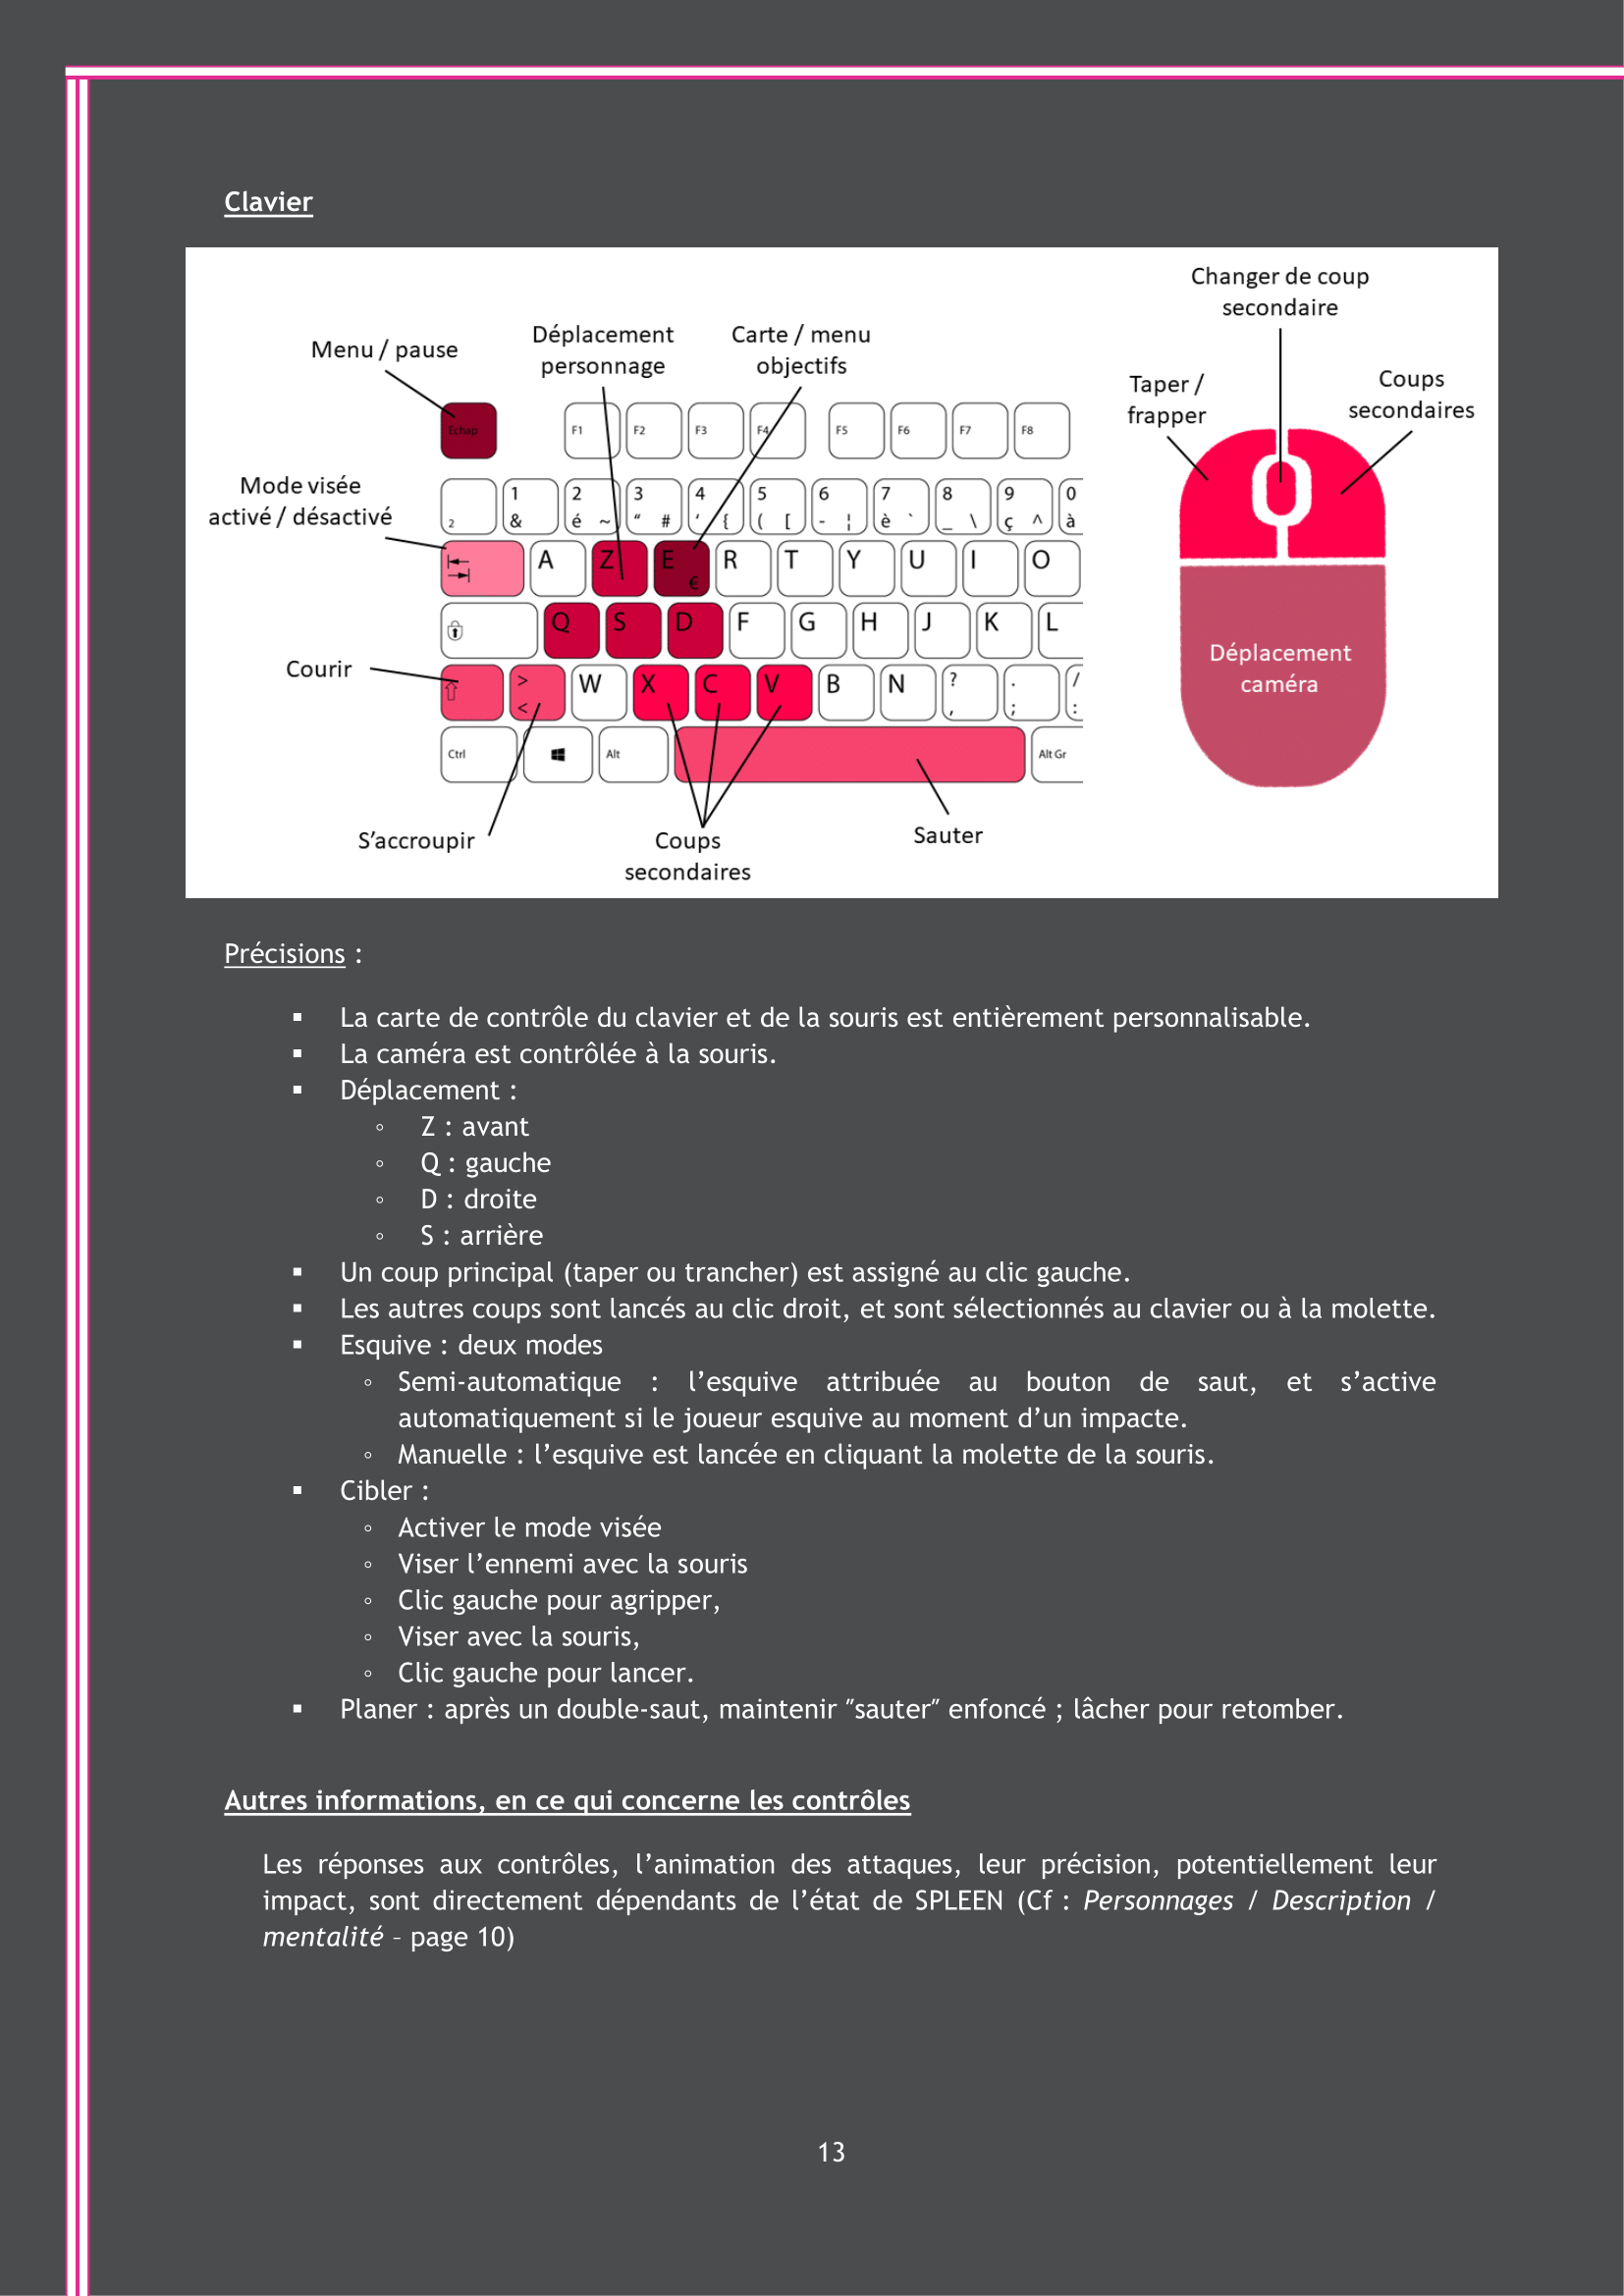 Clavier
Changer de coup
secondaire
Menu / pause
Déplacement
personnage
Carte / menu
objectifs
Taper /
frapper
Coups
secondaires
Echap F1 F2 F3 F4 F5 F6 F7 F8
Mode visée
activé / désactivé
2 1 & 2 é ~ 3 “ # 4 ‘ { 5 ( [ 6 - ¦ 7 è ` 8 _ \ 9 ç ^ 0 à
A Z E € R T Y U I O
Q S D F G H J K L
Déplacement
caméra
Courir
> < W X C V B N ? , . ; / :
Ctrl Alt Alt Gr
S’accroupir
Coups
secondaires
Sauter
Précisions :
▪ La carte de contrôle du clavier et de la souris est entièrement personnalisable.
▪ La caméra est contrôlée à la souris.
▪ Déplacement :
◦ Z : avant
◦ Q : gauche
◦ D : droite
◦ S : arrière
▪ Un coup principal (taper ou trancher) est assigné au clic gauche.
▪ Les autres coups sont lancés au clic droit, et sont sélectionnés au clavier ou à la molette.
▪ Esquive : deux modes
◦ Semi-automatique : l’esquive attribuée au bouton de saut, et s’active
automatiquement si le joueur esquive au moment d’un impacte.
◦ Manuelle : l’esquive est lancée en cliquant la molette de la souris.
▪ Cibler :
◦ Activer le mode visée
◦ Viser l’ennemi avec la souris
◦ Clic gauche pour agripper,
◦ Viser avec la souris,
◦ Clic gauche pour lancer.
▪ Planer : après un double-saut, maintenir ″sauter″ enfoncé ; lâcher pour retomber.
Autres informations, en ce qui concerne les contrôles
Les réponses aux contrôles, l’animation des attaques, leur précision, potentiellement leur
impact, sont directement dépendants de l’état de SPLEEN (Cf : Personnages / Description /
mentalité – page 10)
13